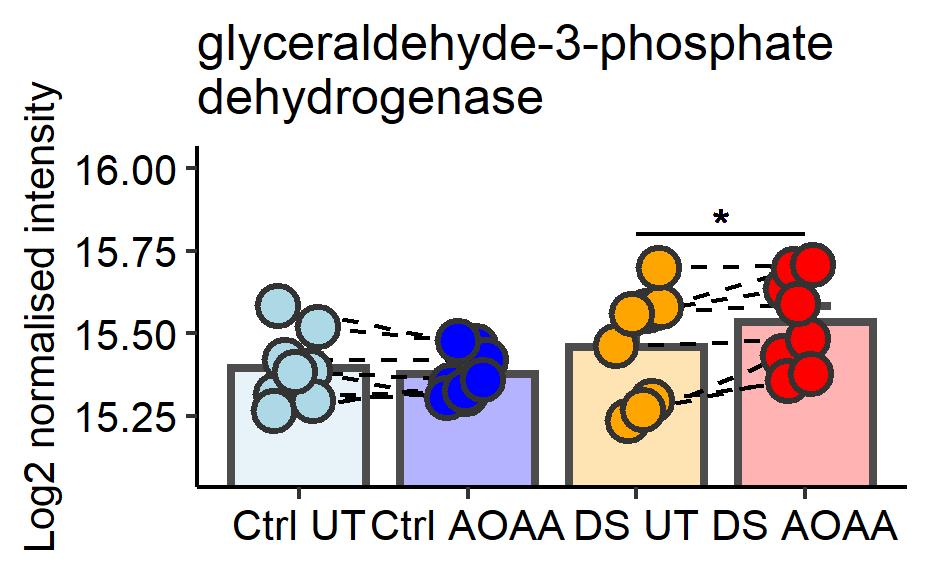 glyceraldehyde-3-phosphate
dehydrogenase
Log2 normalised intensity
16.00
15.75
15.50
15.25
*
Ctrl UT Ctrl AOAA DS UT DS AOAA